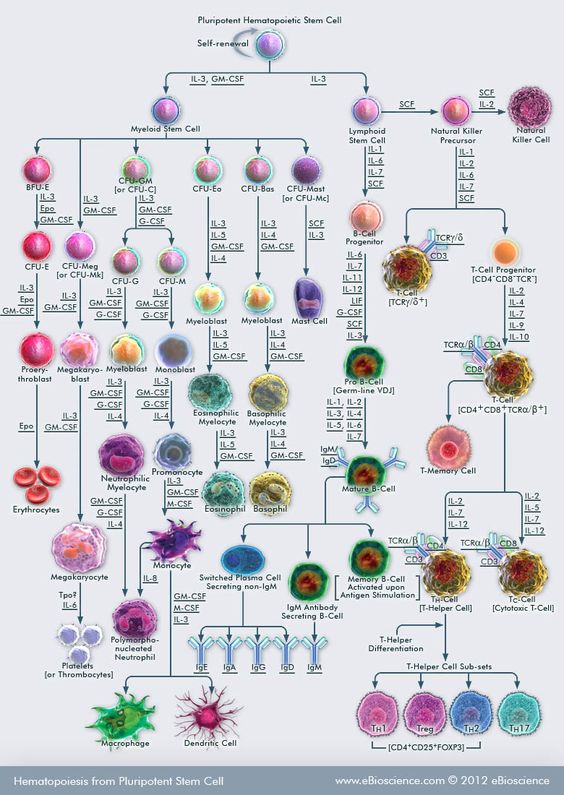 Pluripotent Hematopoietic Stem Cell
Self-renewal
IL-3, GM-CSF
IL-3
Myeloid Stem Cell
Lymphoid
Stem Cell
SCF
Natural Killer
Precursor
SCF
IL-2
Natural
Killer Cell
BFU-E
IL-3
Epo
GM-CSF
CFU-E
IL-3
Epo
GM-CSF
Proery-
throblast
Epo
Erythrocytes
IL-3
GM-CSF
CFU-Meg
[or CFU-Mk]
IL-3
GM-CSF
Megakaryo-
blast
IL-3
GM-CSF
Megakaryocyte
Tpo?
IL-6
Platelets
[or Thrombocytes]
CFU-GM
[or CFU-C]
IL-3
GM-CSF
G-CSF
CFU-G
IL-3
GM-CSF
G-CSF
Myeloblast
IL-3
GM-CSF
G-CSF
IL-4
Neutrophilic
Myelocyte
GM-CSF
G-CSF
IL-4
Polymorpho-
nucleated
Neutrophil
IL-8
CFU-M
IL-3
GM-CSF
G-CSF
Monoblast
IL-3
GM-CSF
G-CSF
IL-4
Promonocyte
IL-3
GM-CSF
M-CSF
Monocyte
GM-CSF
M-CSF
IL-3
Macrophage
Dendritic Cell
CFU-Eo
IL-3
IL-5
GM-CSF
IL-4
Myeloblast
IL-3
IL-5
GM-CSF
Eosinophilic
Myelocyte
IL-3
IL-5
GM-CSF
Eosinophil
CFU-Bas
IL-3
IL-4
GM-CSF
Myeloblast
IL-3
IL-4
GM-CSF
Basophilic
Myelocyte
IL-3
IL-4
GM-CSF
Basophil
CFU-Mast
[or CFU-Mc]
SCF
IL-3
Mast Cell
IL-1
IL-6
IL-7
SCF
B-Cell
Progenitor
IL-6
IL-7
IL-11
IL-12
LIF
G-CSF
SCF
IL-3
Pro B-Cell
[Germ-line VDJ]
IL-1, IL-2
IL-3, IL-4
IL-5, IL-6
IL-7
IgM/
IgD
Mature B-Cell
Switched Plasma Cell
Secreting non-IgM
IgM Antibody
Secreting B-Cell
Memory B-Cell
Activated upon
Antigen Stimulation
IgE
IgA
IgG
IgD
IgM
IL-1
IL-2
IL-6
IL-7
SCF
TCRγ/δ
CD3
T-Cell
[TCRγ/δ+]
T-Cell Progenitor
[CD4-CD8-TCR-]
IL-2
IL-4
IL-7
IL-9
IL-10
TCRα/β
CD4
CD8
CD3
T-Cell
[CD4+CD8+TCRα/β+]
T-Memory Cell
IL-2
IL-7
IL-12
IL-2
IL-5
IL-7
IL-12
TCRα/β
CD4
CD3
TH-Cell
[T-Helper Cell]
TCRα/β
CD8
CD3
TC-Cell
[Cytotoxic T-Cell]
T-Helper
Differentiation
T-Helper Cell Sub-sets
TH1
Treg
TH2
TH17
[CD4+CD25+FOXP3]
Hematopoiesis from Pluripotent Stem Cell
www.eBioscience.com © 2012 eBioscience